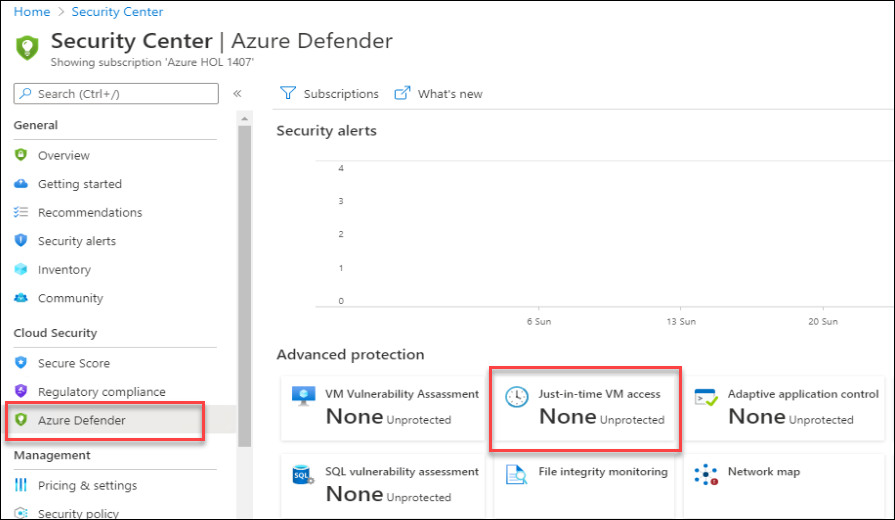 Home > Security Center
Security Center | Azure Defender
Showing subscription 'Azure HOL 1407'
Search (Ctrl+/)
«
Subscriptions
What's new
General
Overview
Getting started
Recommendations
Security alerts
Inventory
Community
Cloud Security
Secure Score
Regulatory compliance
Azure Defender
Management
Pricing & settings
Security policy
Security alerts
4
3
2
1
0
6 Sun
13 Sun
20 Sun
Advanced protection
VM Vulnerability Assassment
None Unprotected
Just-in-time VM access
None Unprotected
Adaptive application control
None Unprotected
SQL
SQL vulnerability assessment
None Unprotected
File integrity monitoring
Network map